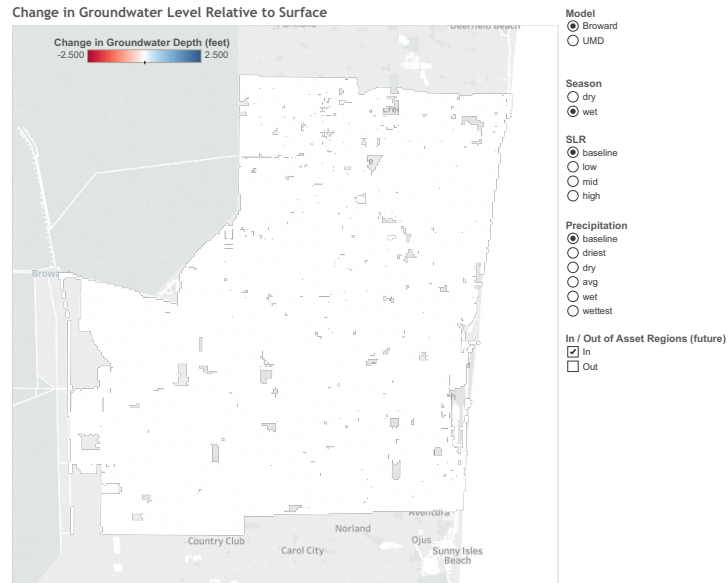 Change in Groundwater Level Relative to Surface
Deerfield Beach
Change in Groundwater Depth (feet)
-2.500 2.500
Brow
Aventura
Norland
Country Club
Ojus
Carol City
Sunny Isles
Beach
Model
Broward
UMD
Season
dry
wet
SLR
baseline
low
mid
high
Precipitation
baseline
driest
dry
avg
wet
wettest
In / Out of Asset Regions (future)
In
Out